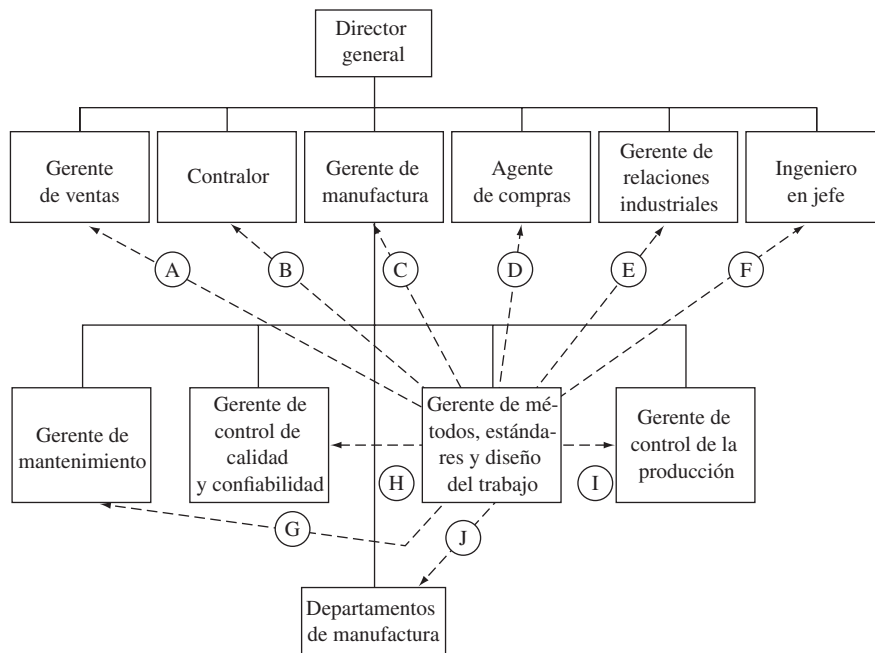 Director
general
Gerente
de ventas
Contralor
Gerente de
manufactura
Agente
de compras
Gerente de
relaciones
industriales
Ingeniero
en jefe
A
B
C
D
E
F
Gerente de
mantenimiento
Gerente de
control de
calidad
y confiabilidad
Gerente de mé-
todos, estánda-
res y diseño
del trabajo
Gerente de
control de la
producción
H
I
G
J
Departamentos
de manufactura